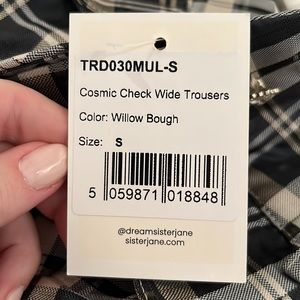 TRD030MUL-S
Cosmic Check Wide Trousers
Color: Willow Bough
Size: S
5 059871 018848
@dreamsisterjane
sisterjane.com